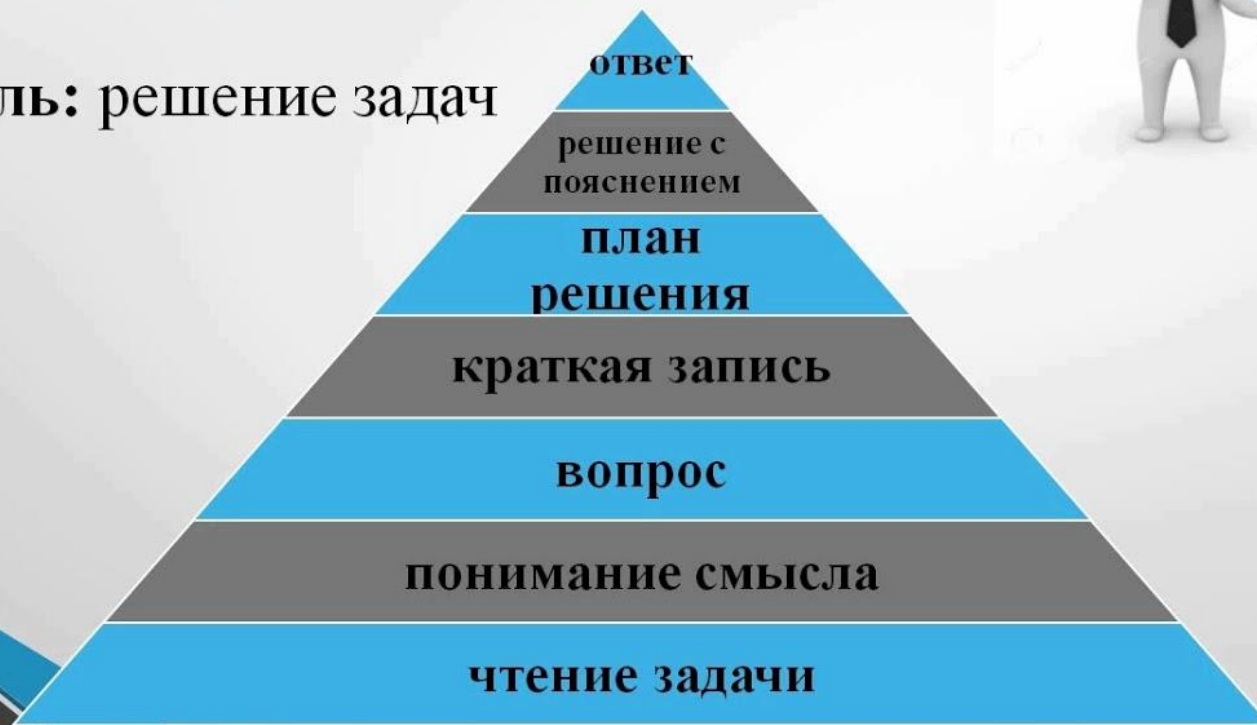 ль: решение задач
ответ
решение с
пояснением
план
решения
краткая запись
вопрос
понимание смысла
чтение задачи